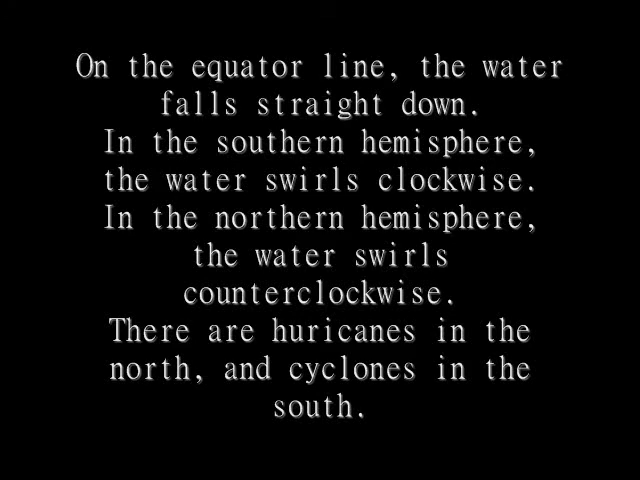 On the equator line, the water
falls straight down.
In the southern hemisphere,
the water swirls clockwise.
In the northern hemisphere,
the water swirls
counterclockwise.
There are huricanes in the
north, and cyclones in the
south.